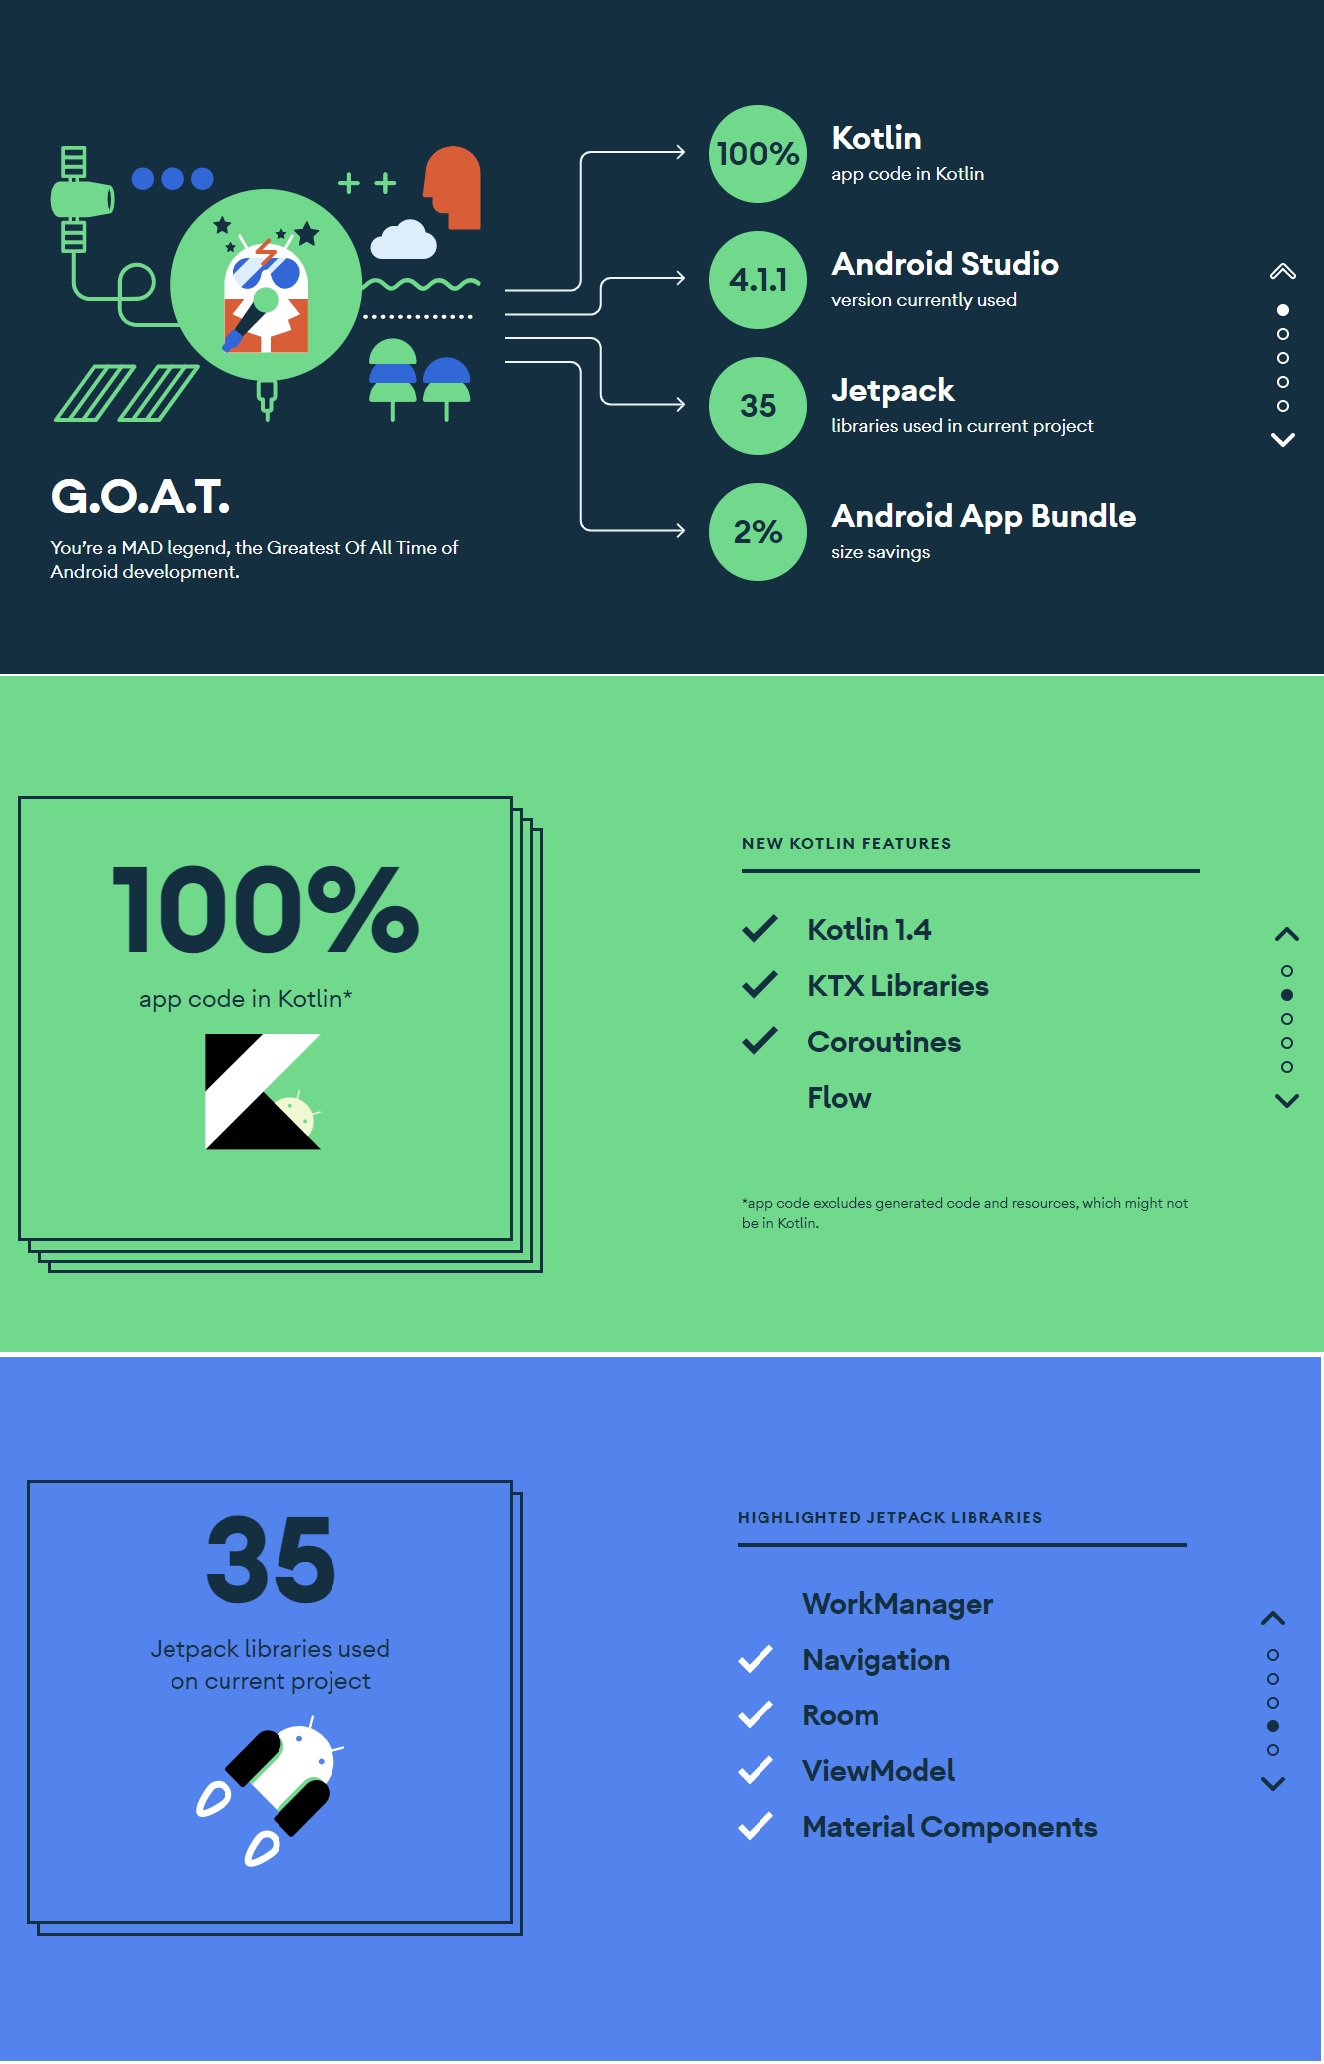 G.O.A.T.
You’re a MAD legend, the Greatest Of All Time of
Android development.
100%
Kotlin
app code in Kotlin
4.1.1
Android Studio
version currently used
35
Jetpack
libraries used in current project
2%
Android App Bundle
size savings
100%
app code in Kotlin*
NEW KOTLIN FEATURES
Kotlin 1.4
KTX Libraries
Coroutines
Flow
*app code excludes generated code and resources, which might not
be in Kotlin.
35
Jetpack libraries used
on current project
HIGHLIGHTED JETPACK LIBRARIES
WorkManager
Navigation
Room
ViewModel
Material Components